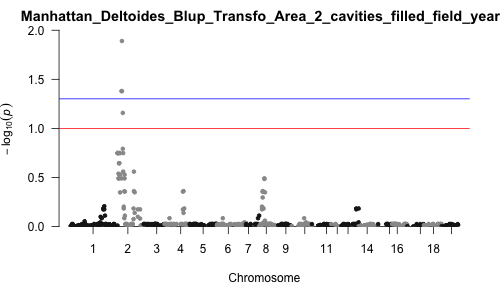 Manhattan_Deltoides_Blup_Transfo_Area_2_cavities_filled_field_year
2.0
1.5
1.0
0.5
0.0
− log10(p)
1 2 3 4 5 6 7 8 9 11 14 16 18
Chromosome